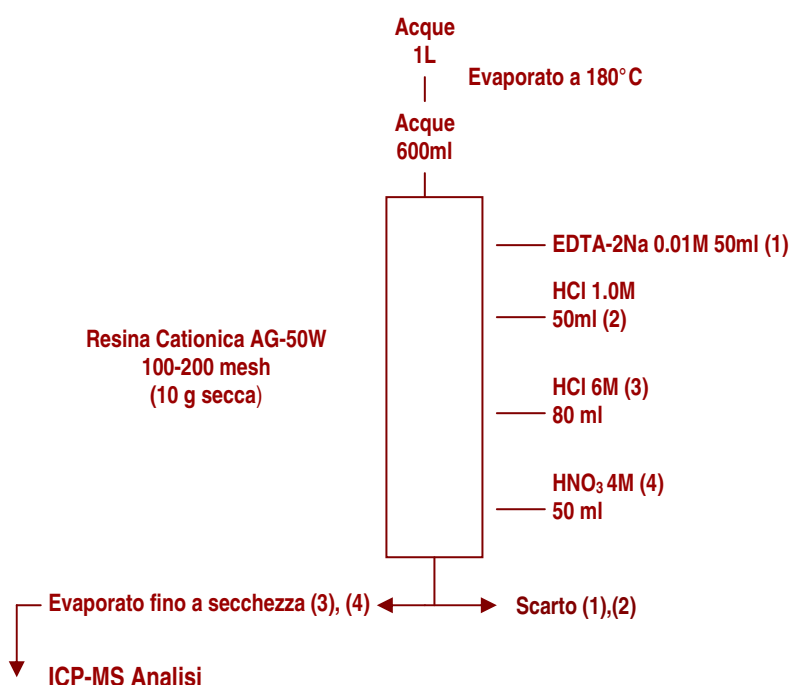 Acque
1L
Evaporato a 180°C
Acque
600ml
EDTA-2Na 0.01M 50ml (1)
HCl 1.0M
50ml (2)
Resina Cationica AG-50W
100-200 mesh
(10 g secca)
HCl 6M (3)
80 ml
HNO₃ 4M (4)
50 ml
Evaporato fino a secchezza (3), (4)
Scarto (1),(2)
ICP-MS Analisi